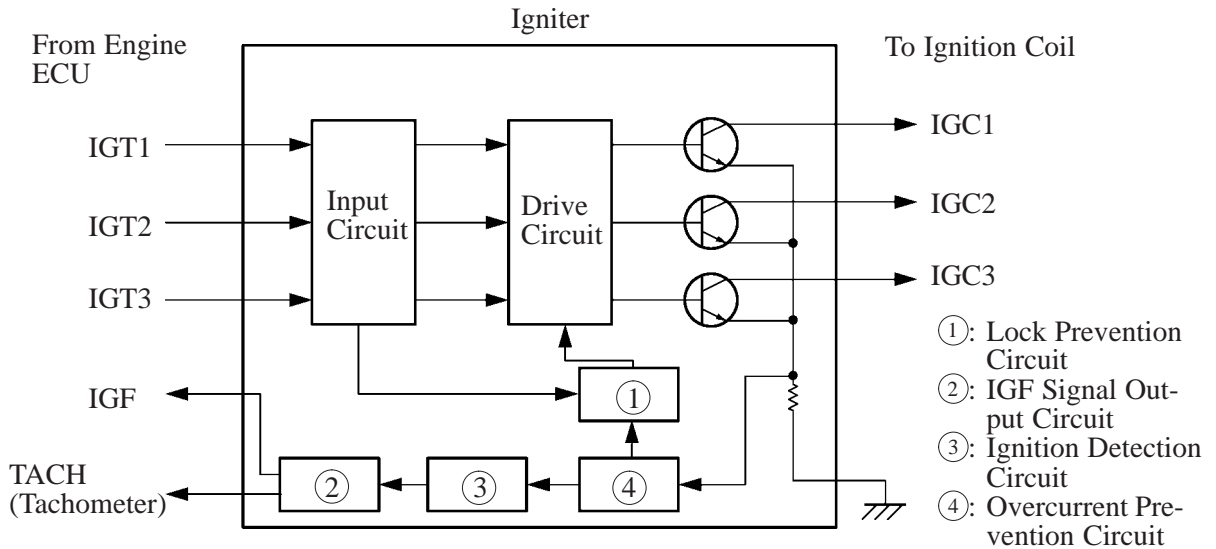 Igniter
From Engine
ECU
To Ignition Coil
IGT1
IGT2
IGT3
Input
Circuit
Drive
Circuit
IGC1
IGC2
IGC3
IGF
TACH
(Tachometer)
①
②
③
④
①: Lock Prevention
Circuit
②: IGF Signal Out-
put Circuit
③: Ignition Detection
Circuit
④: Overcurrent Pre-
vention Circuit